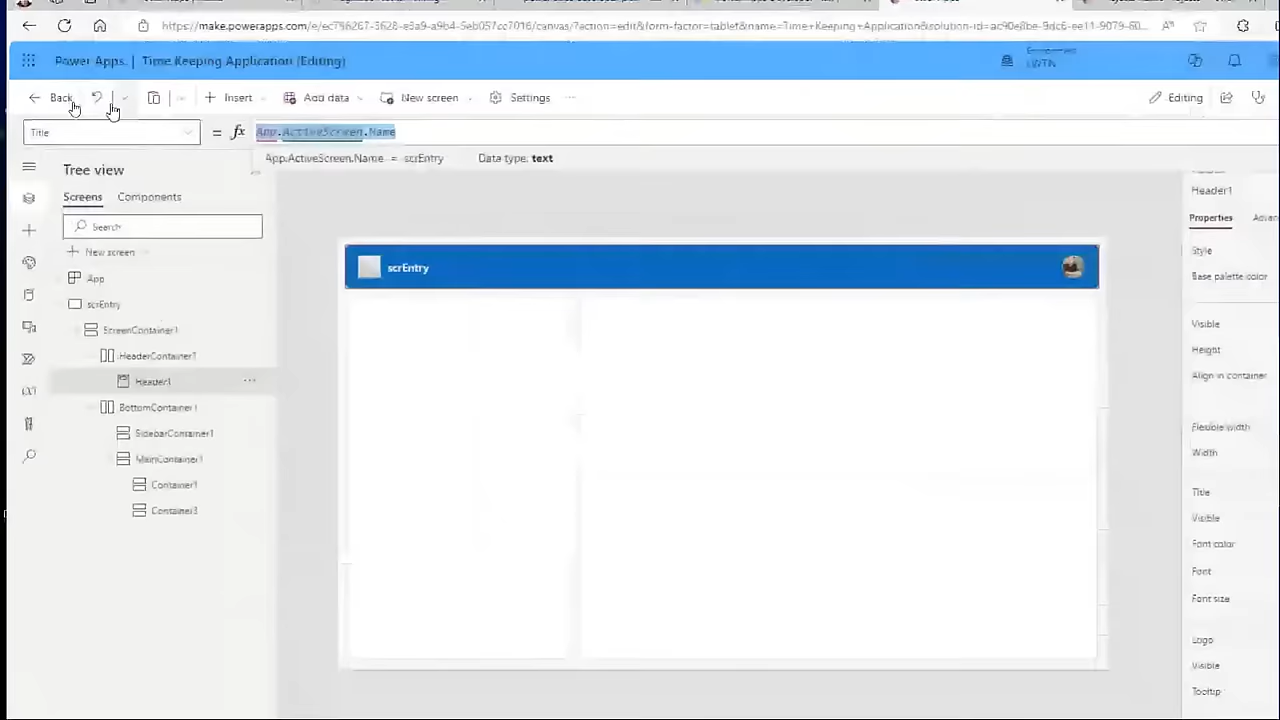 Power Apps | Time Keeping Application (Editing)
Back
Insert
Add data
New screen
Settings
Editing
Title
= fx App.ActiveScreen.Name
App.ActiveScreen.Name = scrEntry Data type: text
Tree view
Screens Components
Search
New screen
App
scrEntry
ScreenContainer1
HeaderContainer1
Header1
BottomContainer1
SidebarContainer1
MainContainer1
Container1
Container3
scrEntry
Header1
Properties
Style
Base palette color
Visible
Height
Align in container
Flexible width
Width
Title
Visible
Font color
Font
Font size
Logo
Visible
Tooltip